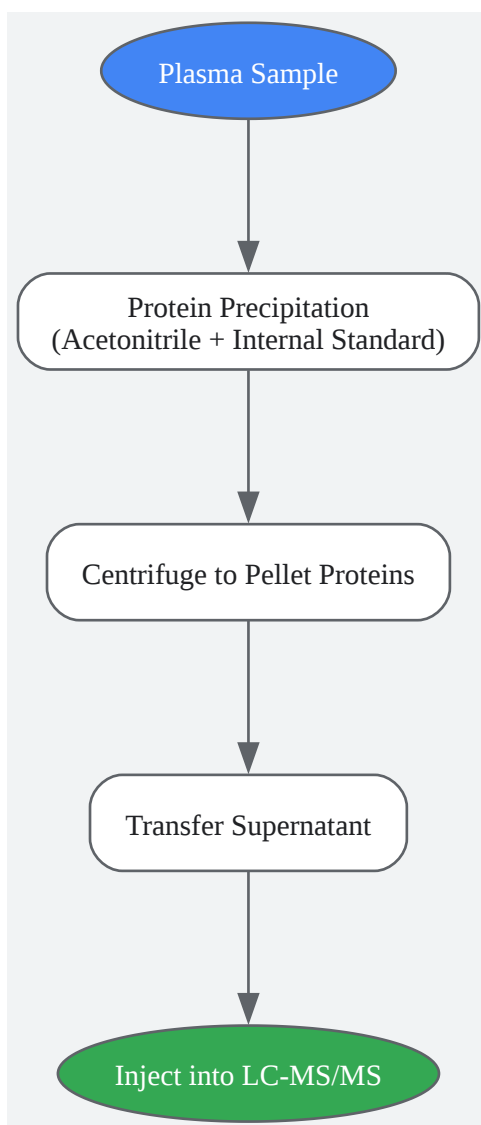 Plasma Sample
Protein Precipitation
(Acetonitrile + Internal Standard)
Centrifuge to Pellet Proteins
Transfer Supernatant
Inject into LC-MS/MS